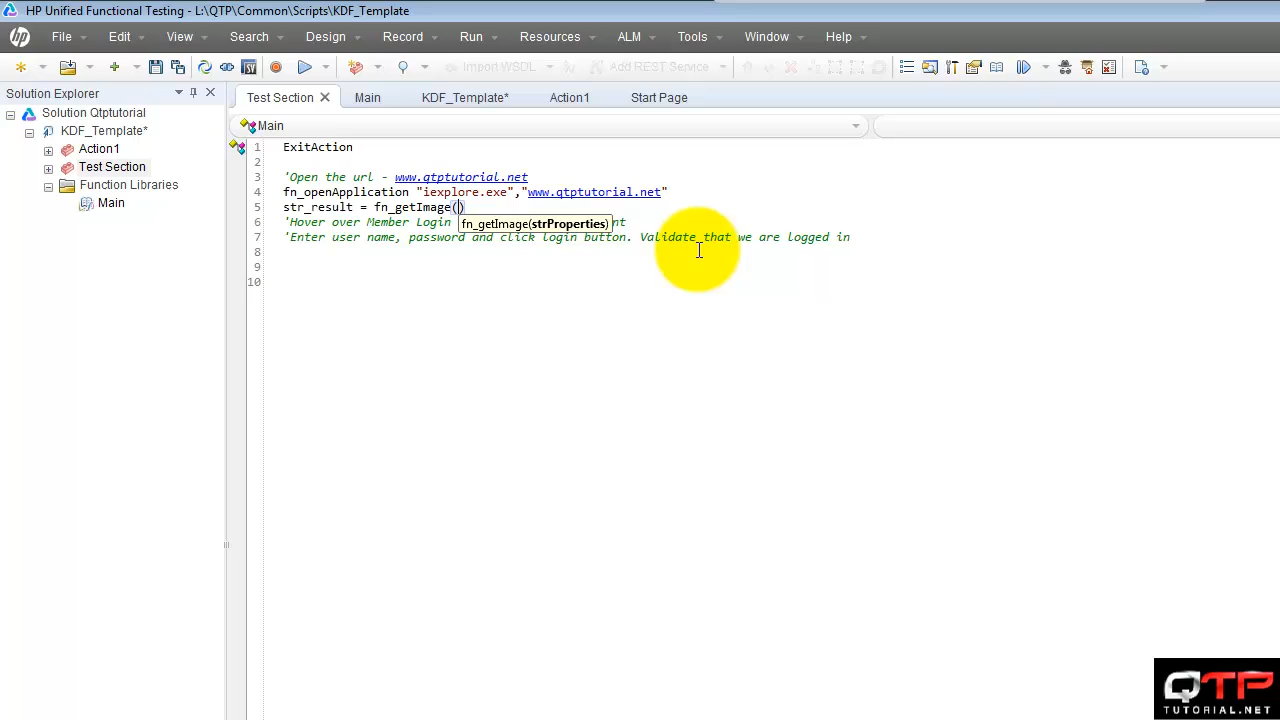 HP Unified Functional Testing - L:\QTP\Common\Scripts\KDF_Template
hp File Edit View Search Design Record Run Resources ALM Tools Window Help
Import WSDL Add REST Service
Solution Explorer
Test Section Main KDF_Template* Action1 Start Page
Solution Qtptutorial
KDF_Template*
Action1
Test Section
Function Libraries
Main
Main
1 ExitAction
2
3 'Open the url - www.qtptutorial.net
4 fn_openApplication "iexplore.exe","www.qtptutorial.net"
5 str_result = fn_getImage()
6 'Hover over Member Login nt
fn_getImage(strProperties)
7 'Enter user name, password and click login button. Validate that we are logged in
8
9
10
QTP
TUTORIAL.NET